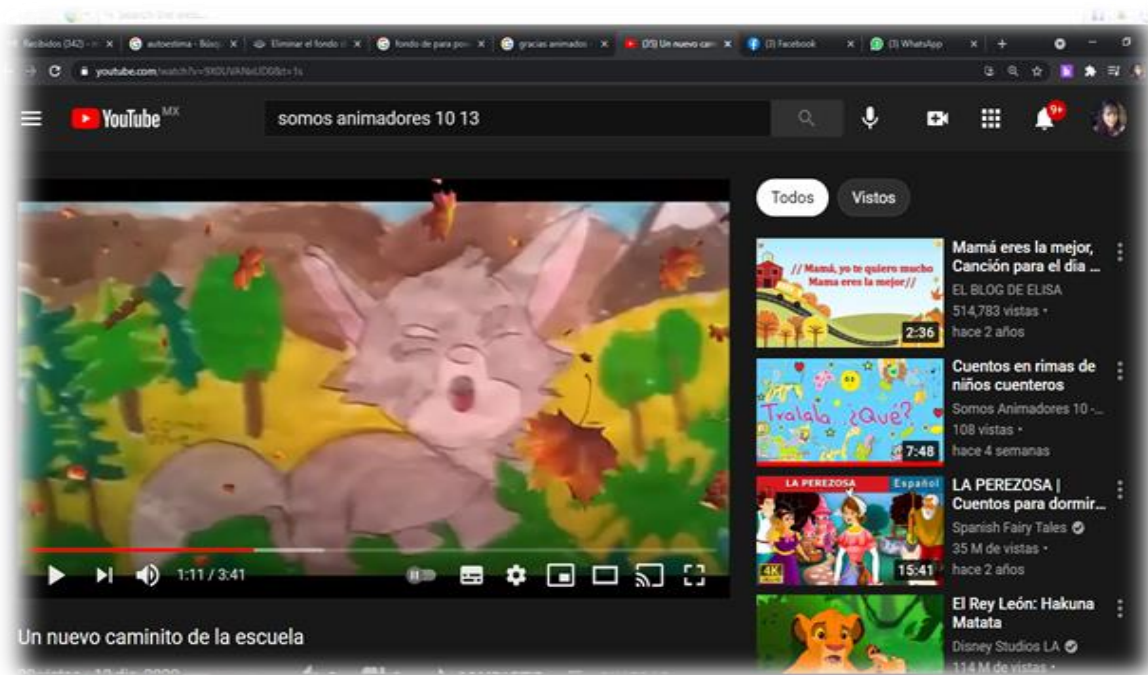 Recibidos (342)
autoestima - Búsq
Eliminar el fondo
fondo de para pow
gracias animados
(35) Un nuevo cam
(3) Facebook
(3) WhatsApp
youtube.com
YouTube MX
somos animadores 10 13
9+
Todos
Vistos
// Mamá, yo te quiero mucho
Mama eres la mejor//
2:36
Mamá eres la mejor,
Canción para el dia ...
EL BLOG DE ELISA
514,783 vistas •
hace 2 años
Tralala ¿Qué?
7:48
Cuentos en rimas de
niños cuenteros
Somos Animadores 10 -...
108 vistas •
hace 4 semanas
LA PEREZOSA
Español
4K
15:41
LA PEREZOSA |
Cuentos para dormir...
Spanish Fairy Tales
35 M de vistas •
hace 2 años
El Rey León: Hakuna
Matata
Disney Studios LA
114 M de vistas •
1:11 / 3:41
Un nuevo caminito de la escuela